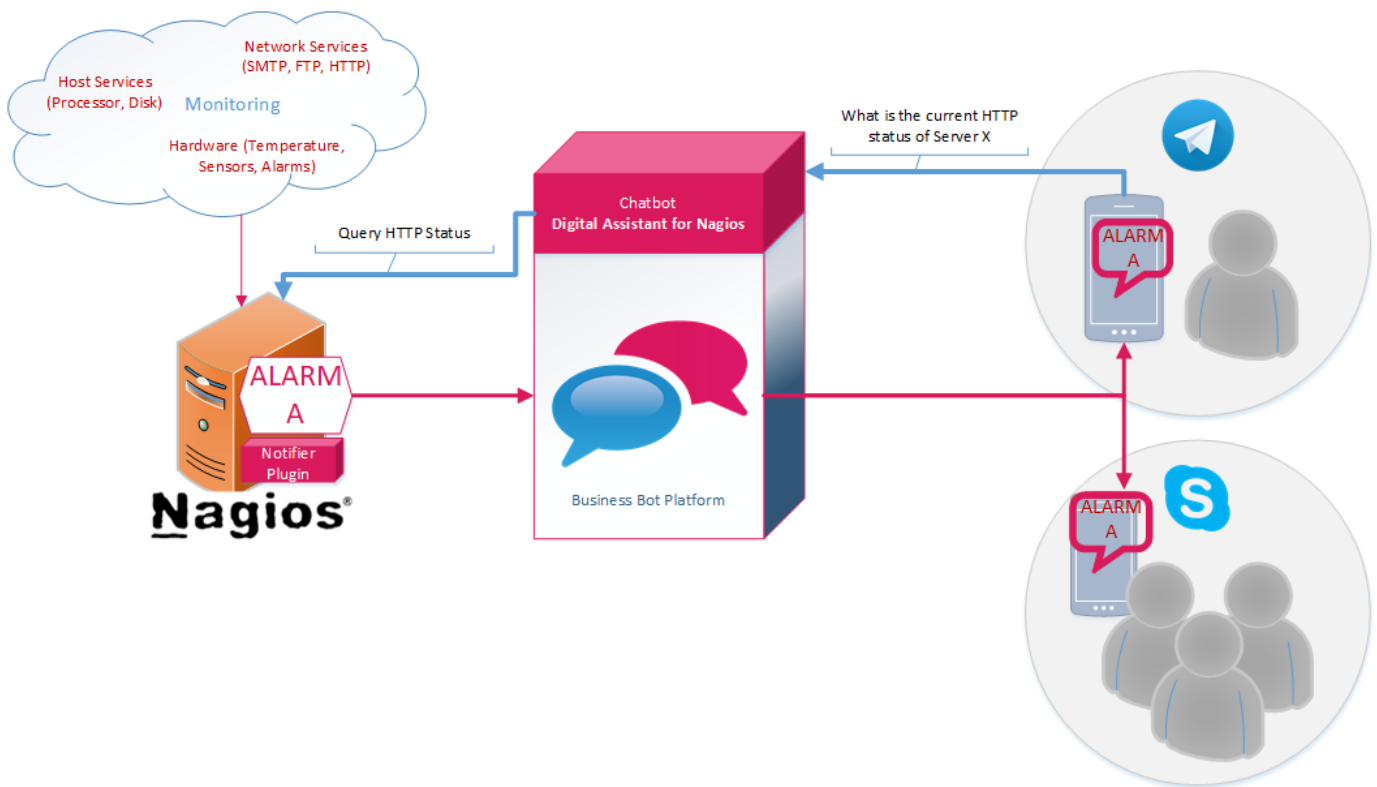 Network Services
(SMTP, FTP, HTTP)
Host Services
(Processor, Disk)
Monitoring
Hardware (Temperature,
Sensors, Alarms)
What is the current HTTP
status of Server X
Chatbot
Digital Assistant for Nagios
Query HTTP Status
ALARM
A
ALARM
A
Notifier
Plugin
Business Bot Platform
Nagios®
S
ALARM
A